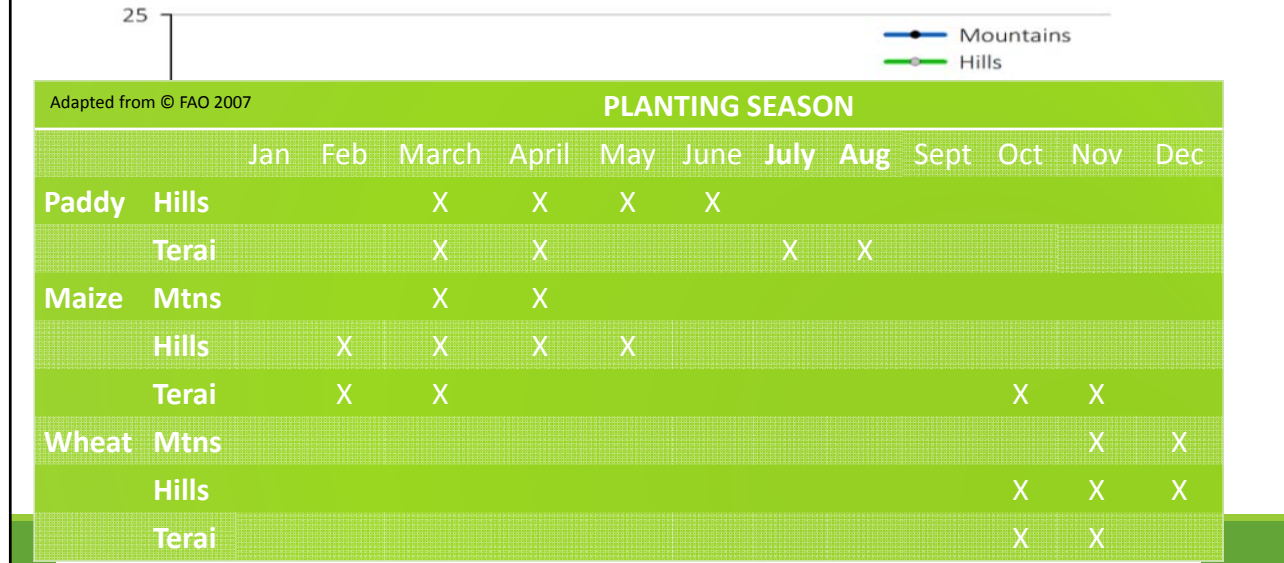 25
Mountains
Hills
Adapted from © FAO 2007 PLANTING SEASON
Jan Feb March April May June July Aug Sept Oct Nov Dec
Paddy Hills X X X X
Terai X X X X
Maize Mtns X X
Hills X X X X
Terai X X X X
Wheat Mtns X X
Hills X X X
Terai X X